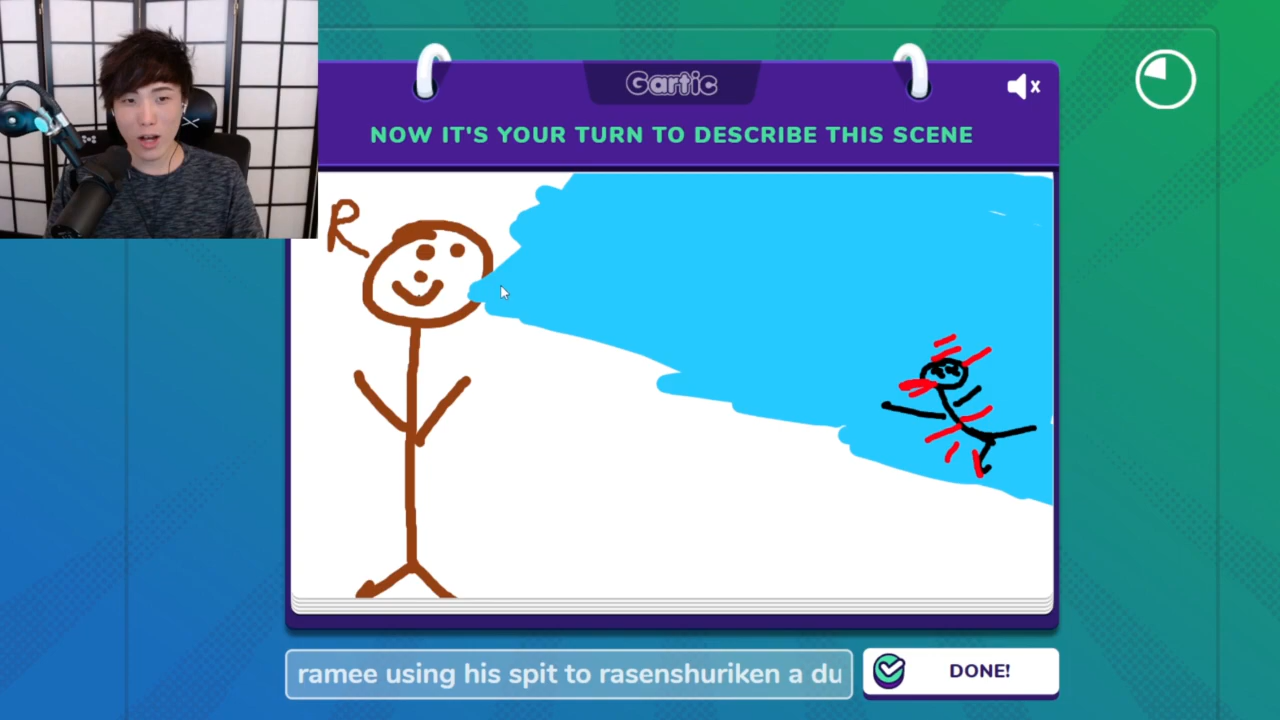 Gartic
NOW IT'S YOUR TURN TO DESCRIBE THIS SCENE
R
ramee using his spit to rasenshuriken a du
DONE!